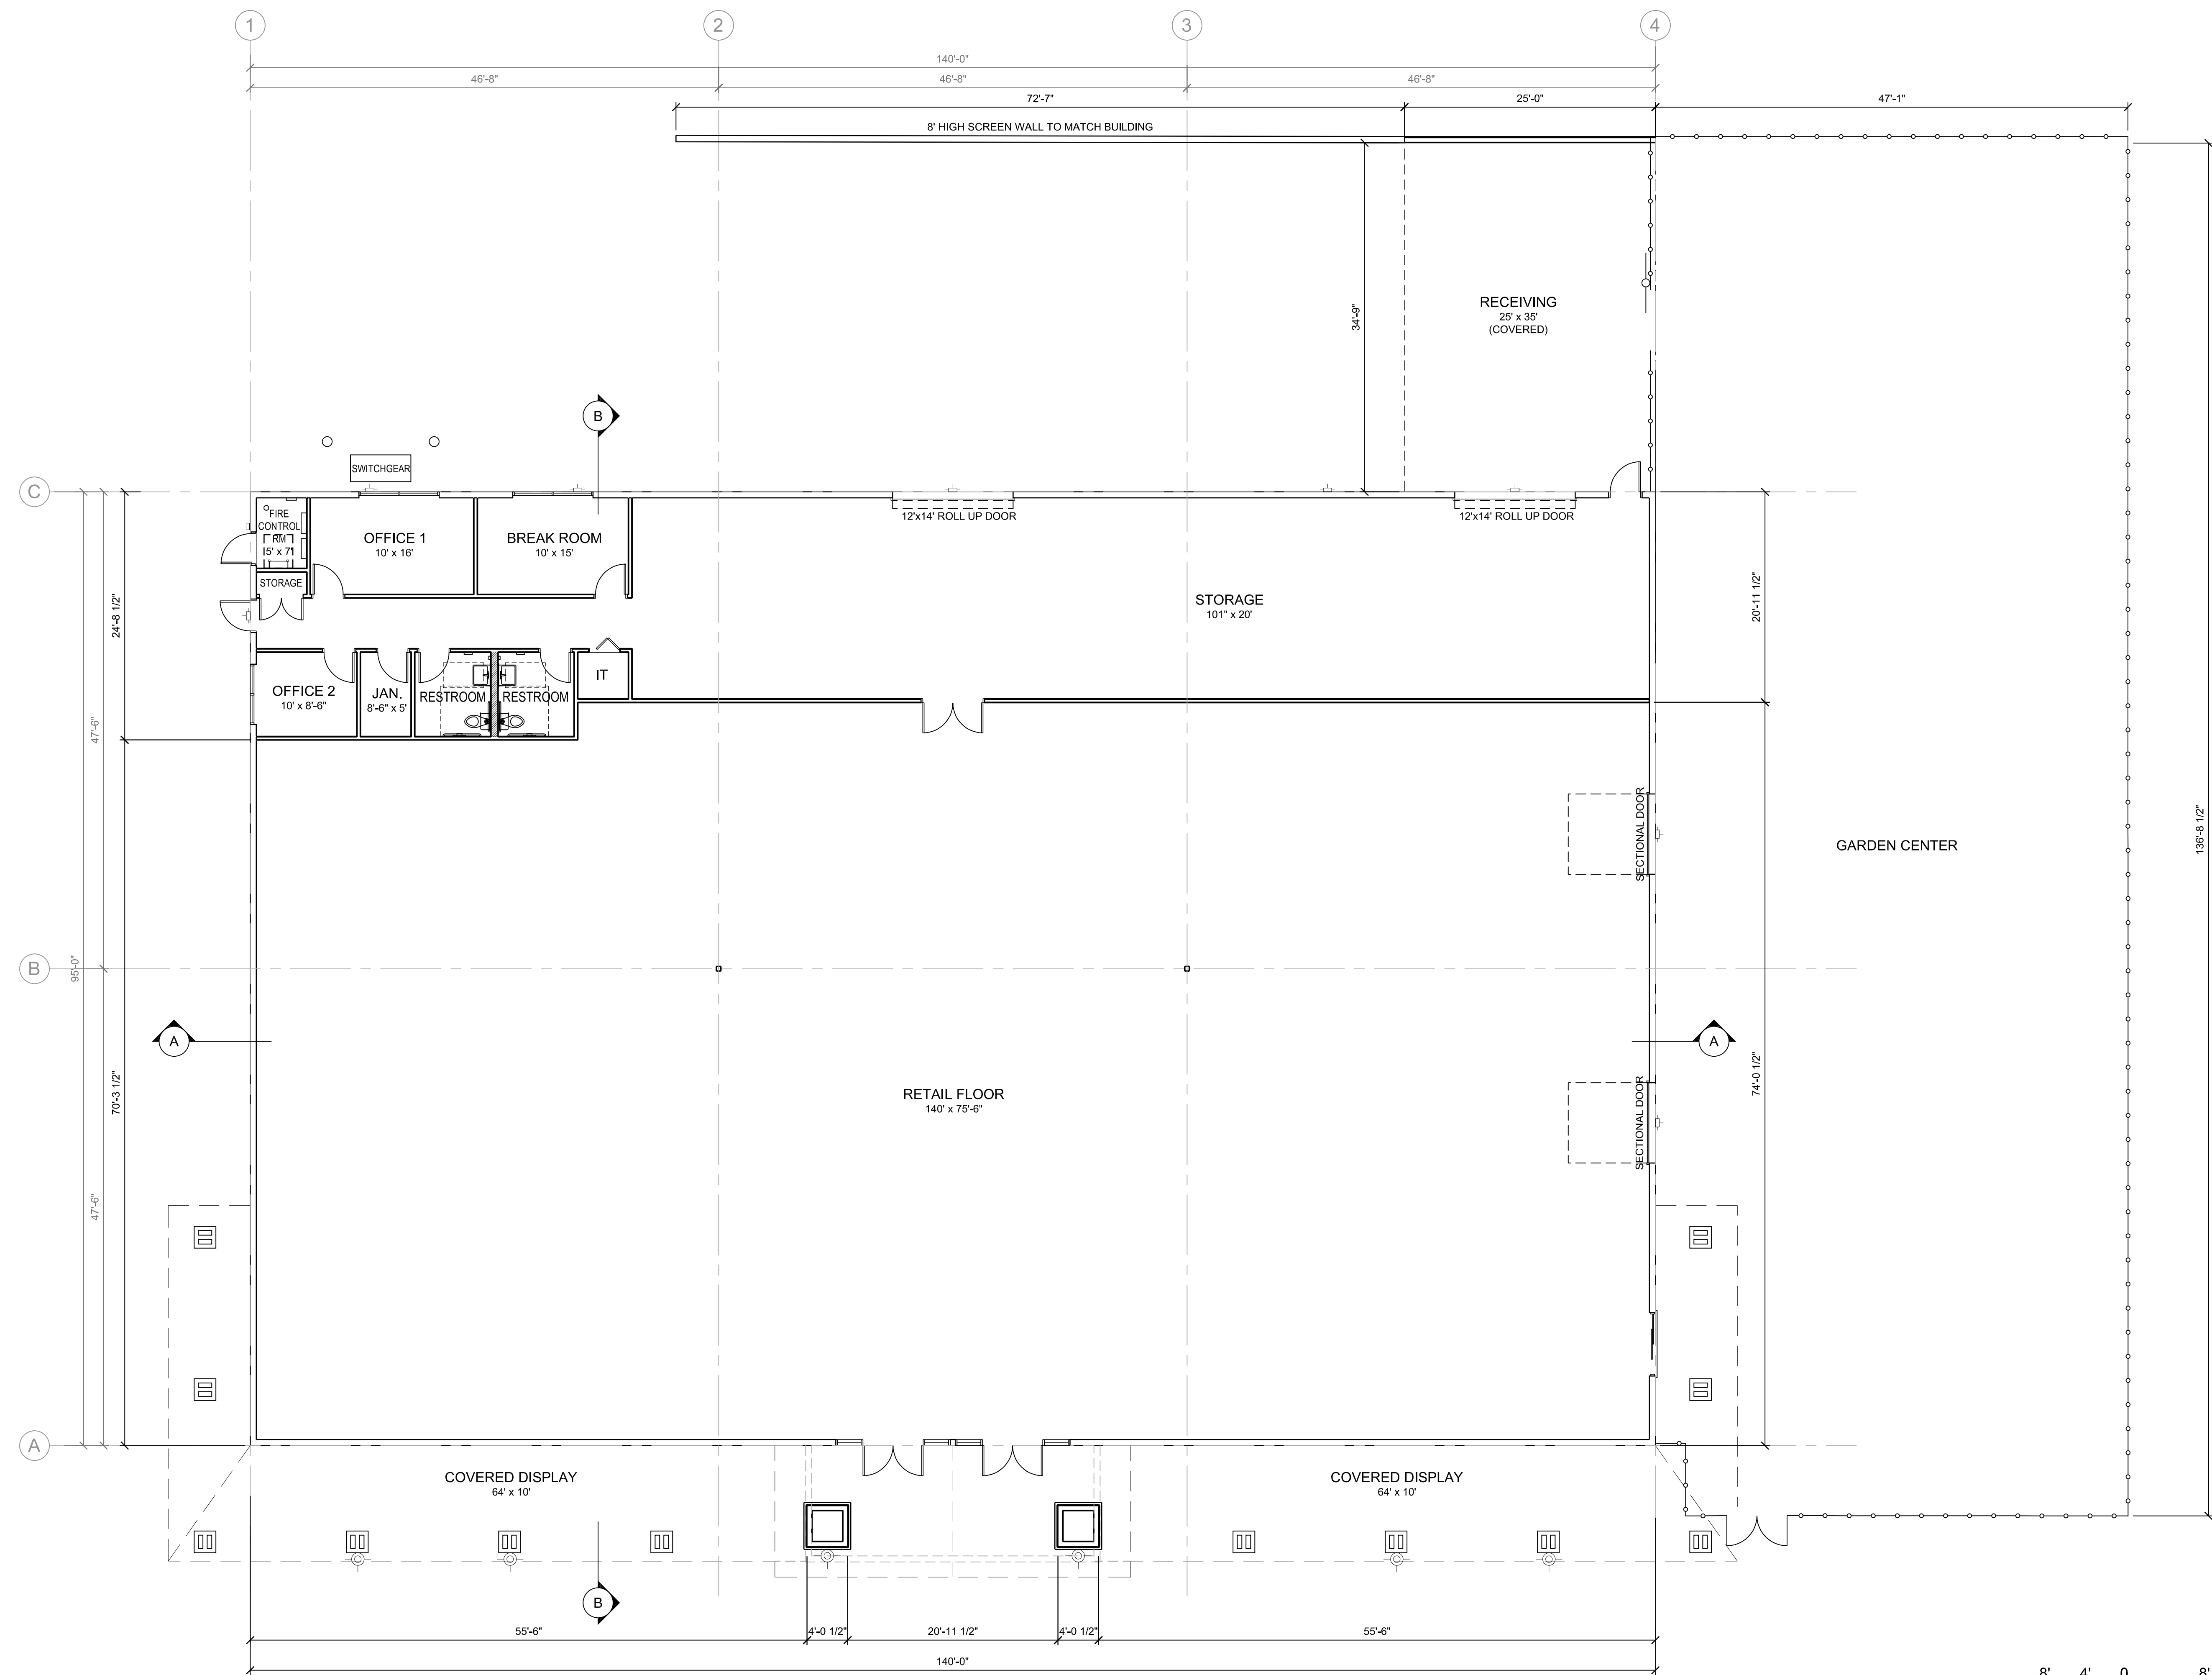 1
2
3
4
140'-0"
46'-8"
46'-8"
46'-8"
72'-7"
25'-0"
47'-1"
8' HIGH SCREEN WALL TO MATCH BUILDING
34'-9"
RECEIVING
25' x 35'
(COVERED)
B
SWITCHGEAR
C
12'x14' ROLL UP DOOR
12'x14' ROLL UP DOOR
FIRE
CONTROL
RM
5' x 7'
OFFICE 1
10' x 16'
BREAK ROOM
10' x 15'
STORAGE
STORAGE
101" x 20'
24'-8 1/2"
20'-11 1/2"
OFFICE 2
10' x 8'-6"
JAN.
8'-6" x 5'
RESTROOM
RESTROOM
IT
47'-6"
SECTIONAL DOOR
GARDEN CENTER
136'-8 1/2"
B
95'-0"
A
A
70'-3 1/2"
74'-0 1/2"
RETAIL FLOOR
140' x 75'-6"
SECTIONAL DOOR
47'-6"
A
COVERED DISPLAY
64' x 10'
COVERED DISPLAY
64' x 10'
B
55'-6"
4'-0 1/2"
20'-11 1/2"
4'-0 1/2"
55'-6"
140'-0"
8' 4' 0 8'